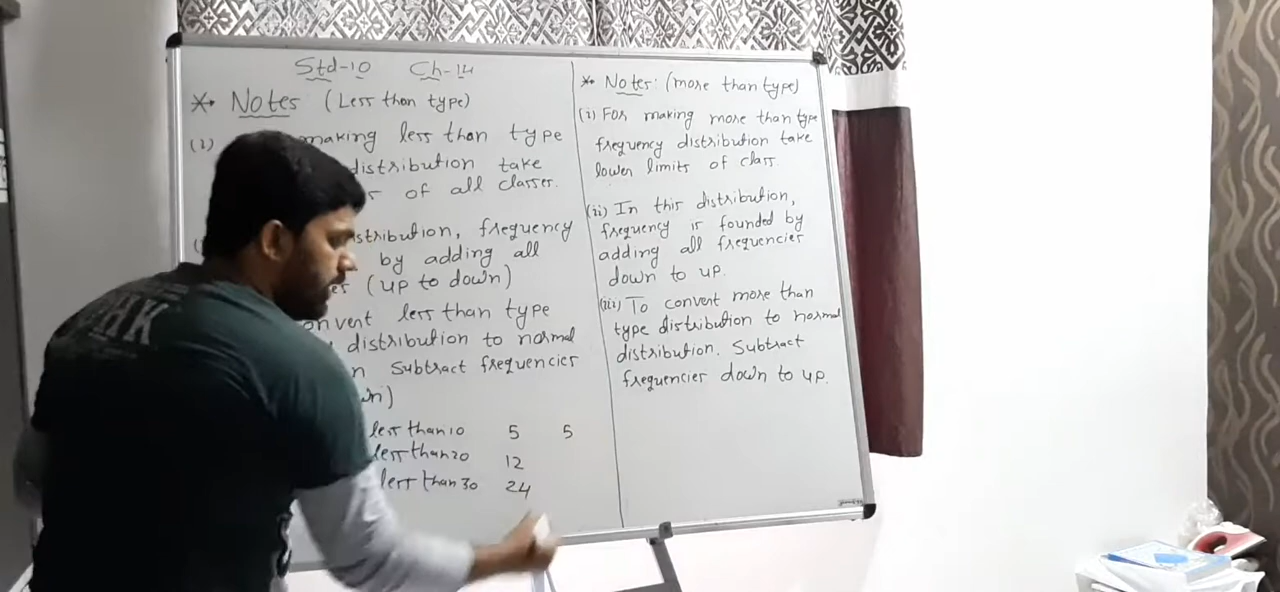 Std-10 Ch-14
* Notes (Less than type)
(i) making less than type
distribution take
of all classes.
distribution, frequency
by adding all
(up to down)
convert less than type
distribution to normal
Subtract frequencies
less than 10 5 5
less than 20 12
less than 30 24
* Notes: (more than type)
(i) For making more than type
frequency distribution take
lower limits of class.
(ii) In this distribution,
frequency is founded by
adding all frequencies
down to up.
(iii) To convert more than
type distribution to normal
distribution. Subtract
frequencies down to up.